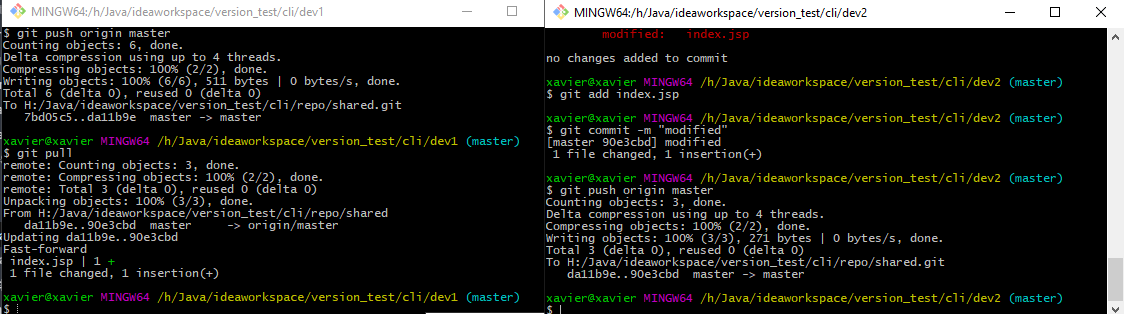 MINGW64:/h/Java/ideaworkspace/version_test/cli/dev1
$ git push origin master
Counting objects: 6, done.
Delta compression using up to 4 threads.
Compressing objects: 100% (2/2), done.
Writing objects: 100% (6/6), 511 bytes | 0 bytes/s, done.
Total 6 (delta 0), reused 0 (delta 0)
To H:/Java/ideaworkspace/version_test/cli/repo/shared.git
   7bd05c5..da11b9e  master -> master
xavier@xavier MINGW64 /h/Java/ideaworkspace/version_test/cli/dev1 (master)
$ git pull
remote: Counting objects: 3, done.
remote: Compressing objects: 100% (2/2), done.
remote: Total 3 (delta 0), reused 0 (delta 0)
Unpacking objects: 100% (3/3), done.
From H:/Java/ideaworkspace/version_test/cli/repo/shared
   da11b9e..90e3cbd  master     -> origin/master
Updating da11b9e..90e3cbd
Fast-forward
 index.jsp | 1 +
 1 file changed, 1 insertion(+)
xavier@xavier MINGW64 /h/Java/ideaworkspace/version_test/cli/dev1 (master)
$
MINGW64:/h/Java/ideaworkspace/version_test/cli/dev2
        modified:   index.jsp
no changes added to commit
xavier@xavier MINGW64 /h/Java/ideaworkspace/version_test/cli/dev2 (master)
$ git add index.jsp
xavier@xavier MINGW64 /h/Java/ideaworkspace/version_test/cli/dev2 (master)
$ git commit -m "modified"
[master 90e3cbd] modified
 1 file changed, 1 insertion(+)
xavier@xavier MINGW64 /h/Java/ideaworkspace/version_test/cli/dev2 (master)
$ git push origin master
Counting objects: 3, done.
Delta compression using up to 4 threads.
Compressing objects: 100% (2/2), done.
Writing objects: 100% (3/3), 271 bytes | 0 bytes/s, done.
Total 3 (delta 0), reused 0 (delta 0)
To H:/Java/ideaworkspace/version_test/cli/repo/shared.git
   da11b9e..90e3cbd  master -> master
xavier@xavier MINGW64 /h/Java/ideaworkspace/version_test/cli/dev2 (master)
$